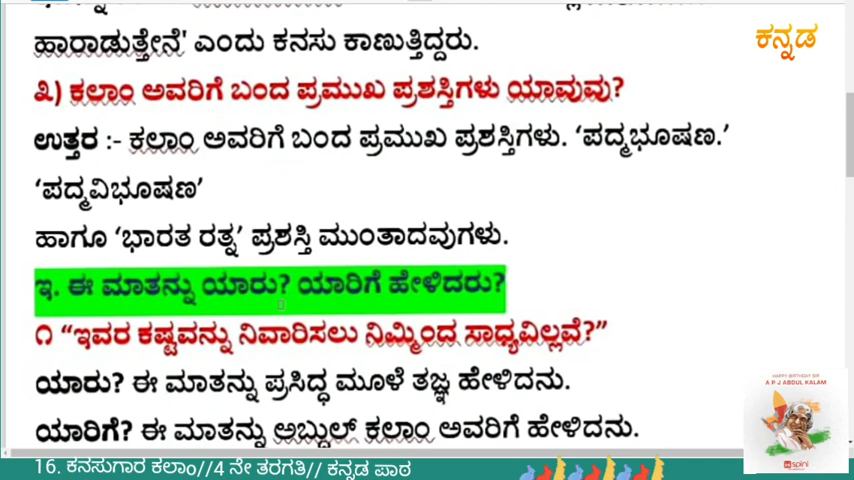 ಹಾರಾಡುತ್ತೇನೆ' ಎಂದು ಕನಸು ಕಾಣುತ್ತಿದ್ದರು.
ಕನ್ನಡ
೩) ಕಲಾಂ ಅವರಿಗೆ ಬಂದ ಪ್ರಮುಖ ಪ್ರಶಸ್ತಿಗಳು ಯಾವುವು?
ಉತ್ತರ :- ಕಲಾಂ ಅವರಿಗೆ ಬಂದ ಪ್ರಮುಖ ಪ್ರಶಸ್ತಿಗಳು. ‘ಪದ್ಮಭೂಷಣ.’
‘ಪದ್ಮವಿಭೂಷಣ’
ಹಾಗೂ ‘ಭಾರತ ರತ್ನ’ ಪ್ರಶಸ್ತಿ ಮುಂತಾದವುಗಳು.
ಇ. ಈ ಮಾತನ್ನು ಯಾರು? ಯಾರಿಗೆ ಹೇಳಿದರು?
೧ “ಇವರ ಕಷ್ಟವನ್ನು ನಿವಾರಿಸಲು ನಿಮ್ಮಿಂದ ಸಾಧ್ಯವಿಲ್ಲವೆ?”
ಯಾರು? ಈ ಮಾತನ್ನು ಪ್ರಸಿದ್ಧ ಮೂಳೆ ತಜ್ಞ ಹೇಳಿದನು.
ಯಾರಿಗೆ? ಈ ಮಾತನ್ನು ಅಬ್ದುಲ್ ಕಲಾಂ ಅವರಿಗೆ ಹೇಳಿದನು.
HAPPY BIRTHDAY SIR
A P J ABDUL KALAM
spini
16. ಕನಸುಗಾರ ಕಲಾಂ//4 ನೇ ತರಗತಿ// ಕನ್ನಡ ಪಾಠ